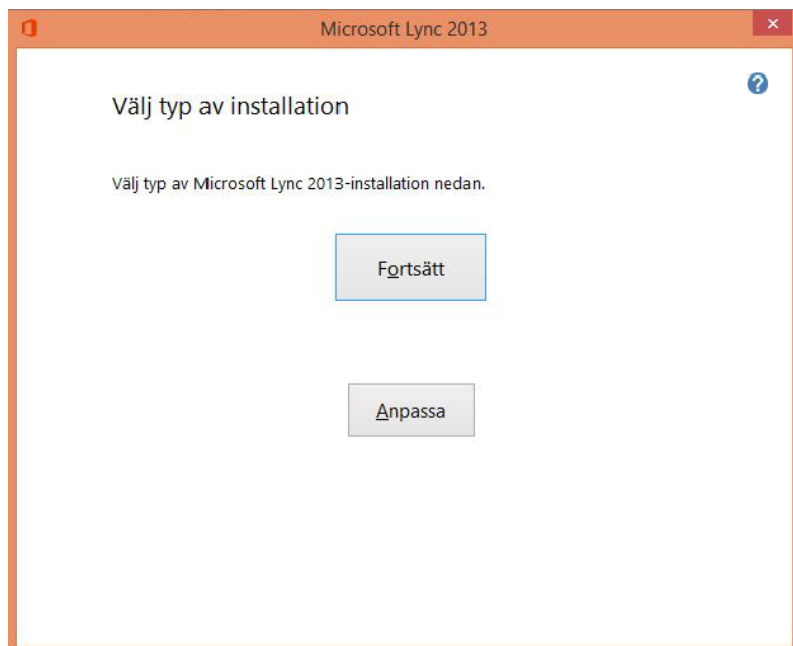 Microsoft Lync 2013
Välj typ av installation
Välj typ av Microsoft Lync 2013-installation nedan.
Fortsätt
Anpassa